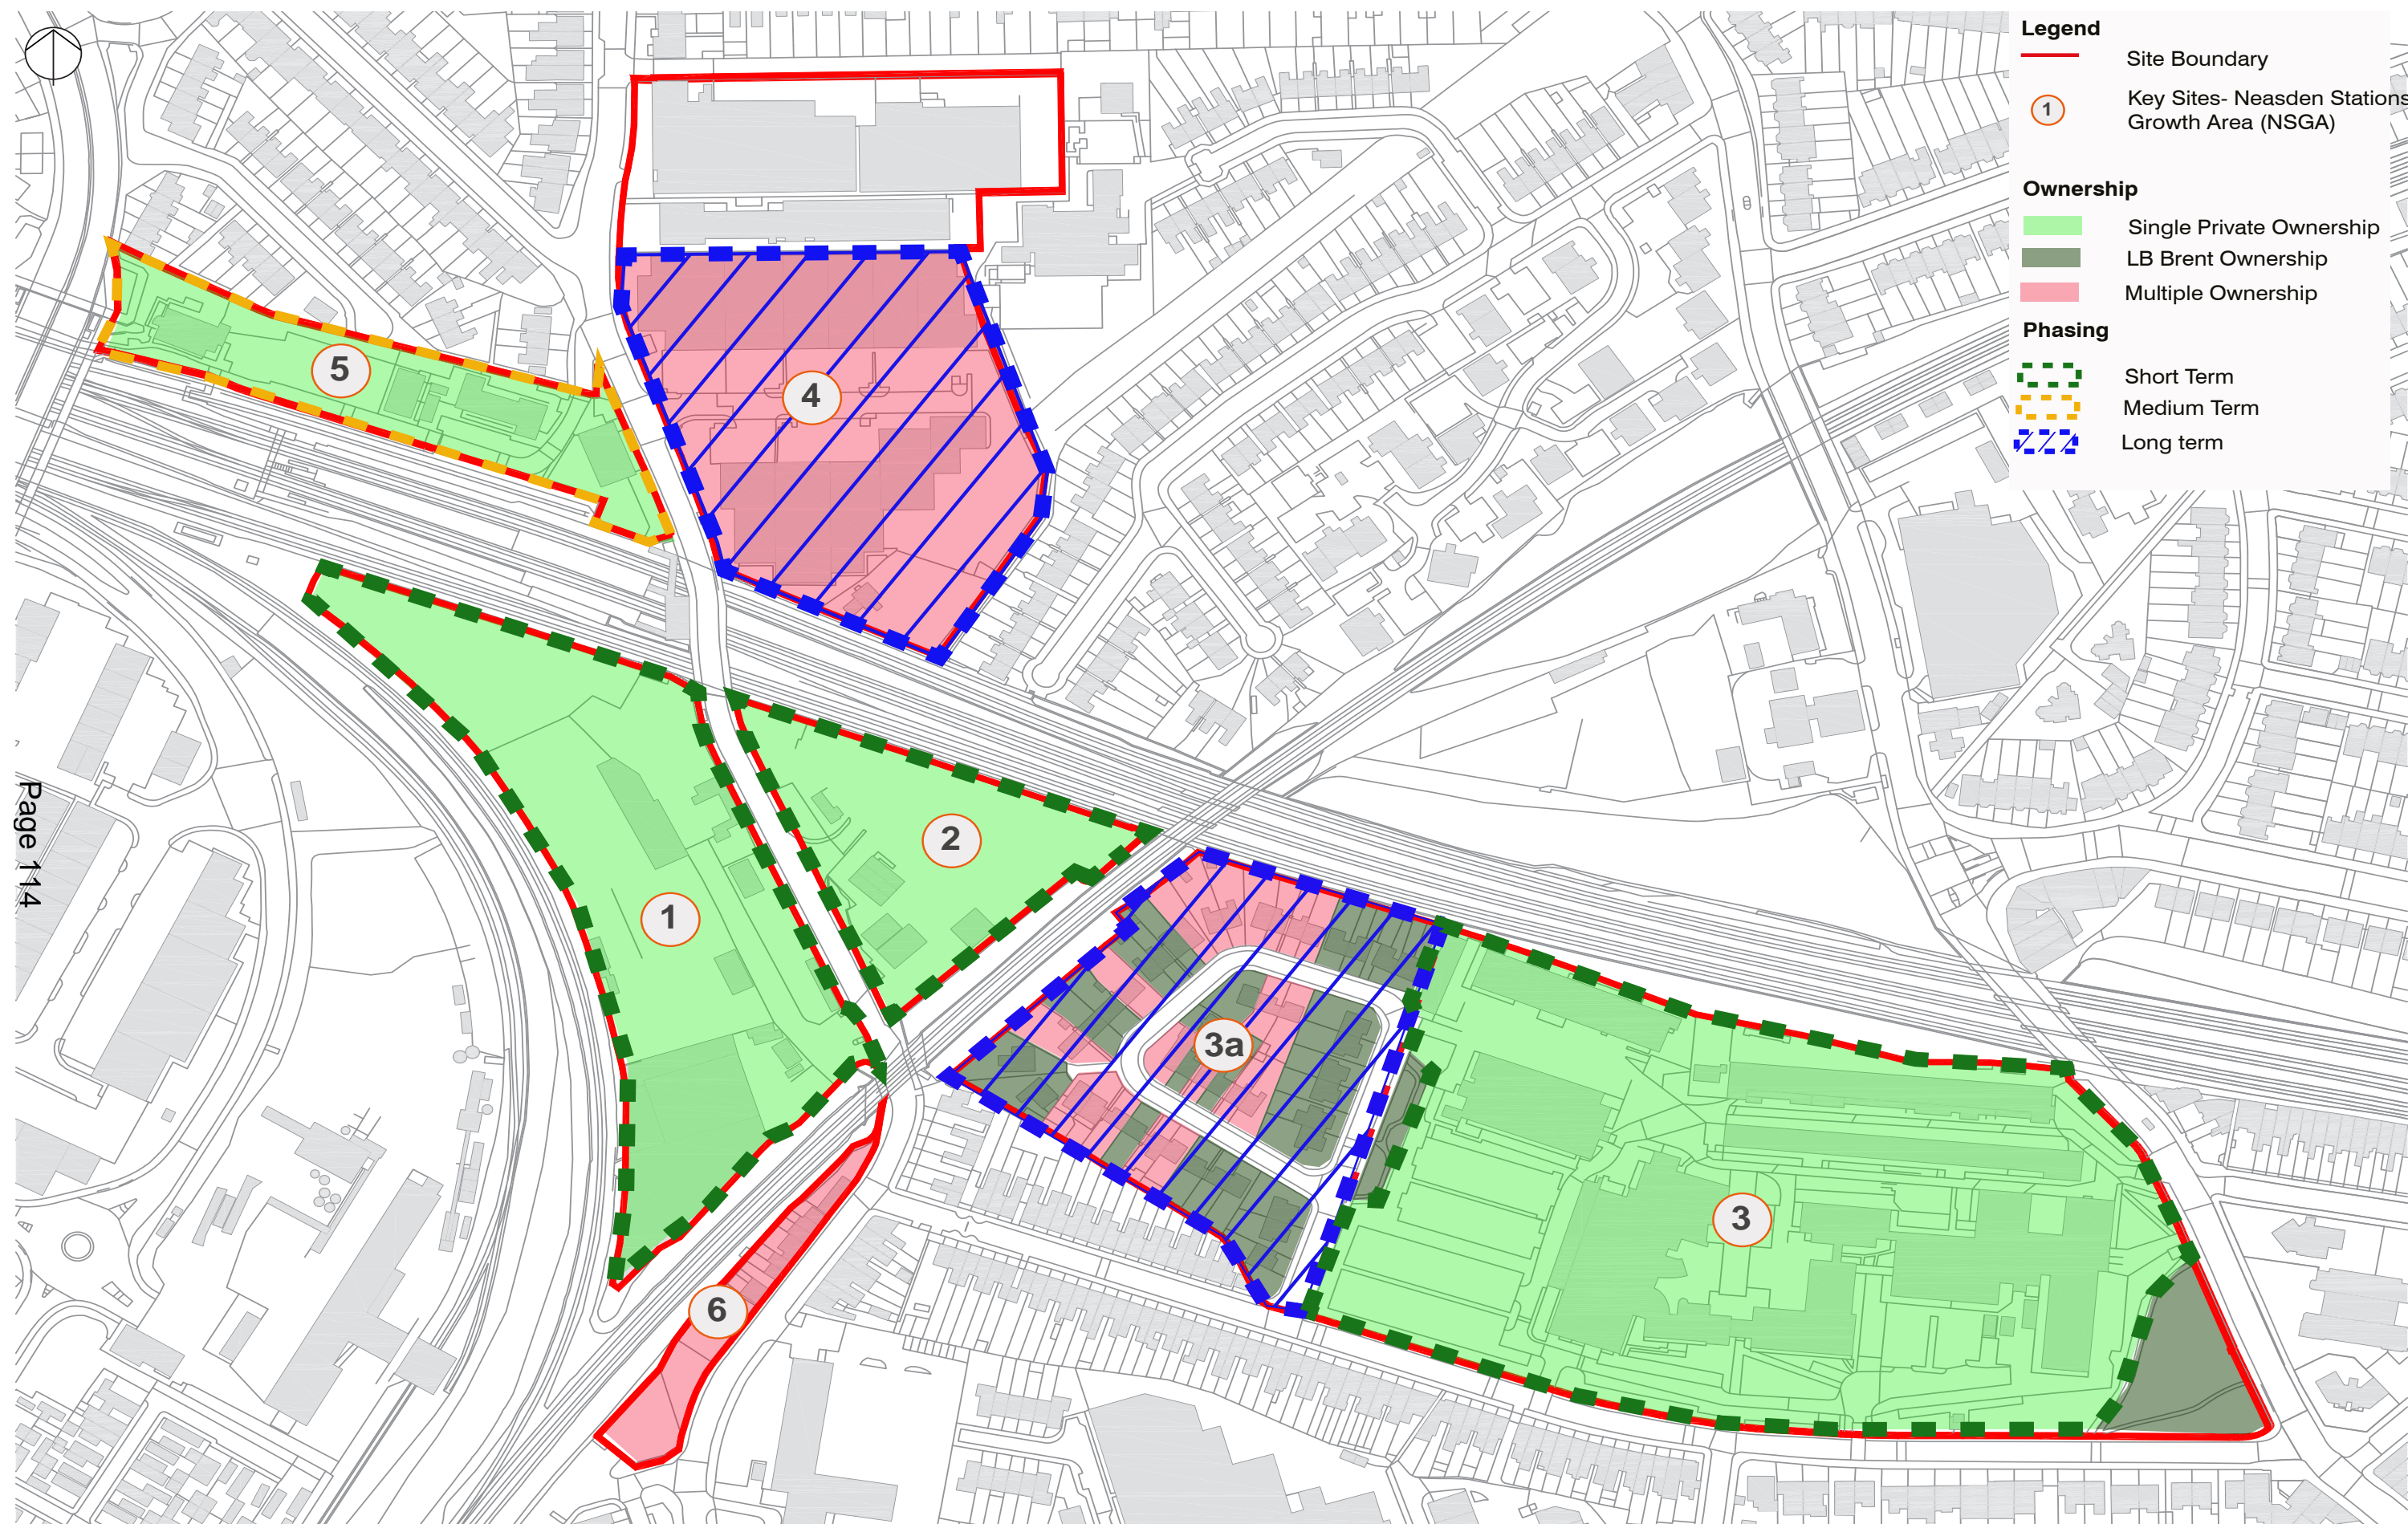 Legend
Site Boundary
1
Key Sites- Neasden Stations
Growth Area (NSGA)
Ownership
Single Private Ownership
LB Brent Ownership
Multiple Ownership
Phasing
Short Term
Medium Term
Long term
5
4
2
1
3a
3
6
Page 114